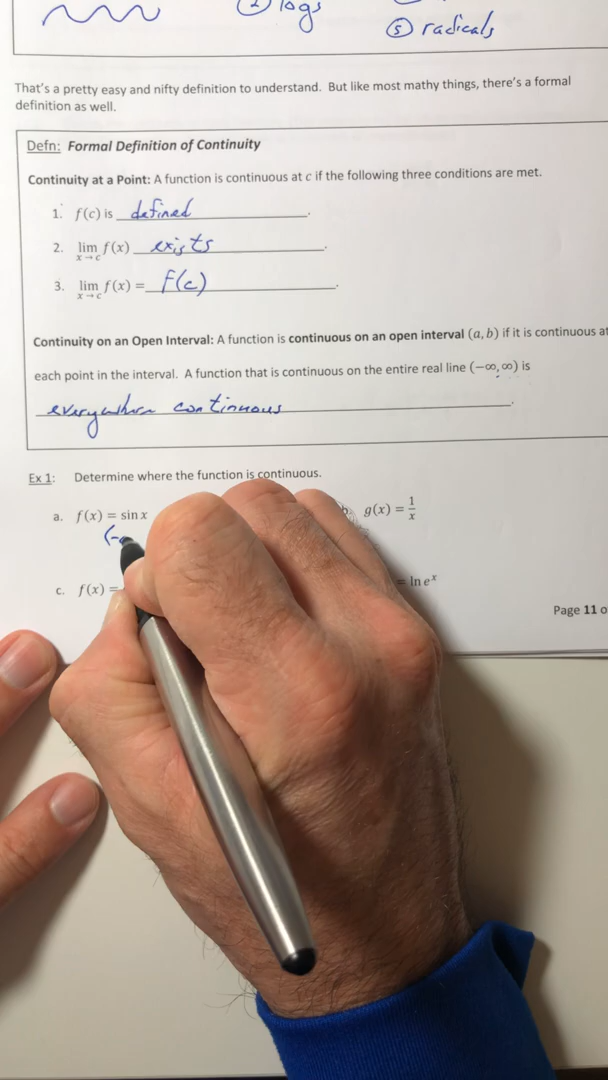 ② logs
⑤ radicals
That's a pretty easy and nifty definition to understand. But like most mathy things, there's a formal
definition as well.
Defn: Formal Definition of Continuity
Continuity at a Point: A function is continuous at c if the following three conditions are met.
1. f(c) is defined.
2. lim x→c f(x) exists.
3. lim x→c f(x) = f(c).
Continuity on an Open Interval: A function is continuous on an open interval (a, b) if it is continuous at
each point in the interval. A function that is continuous on the entire real line (−∞, ∞) is
everywhere continuous.
Ex 1: Determine where the function is continuous.
a. f(x) = sin x b. g(x) = 1/x
(-
c. f(x) = = ln eˣ
Page 11 o